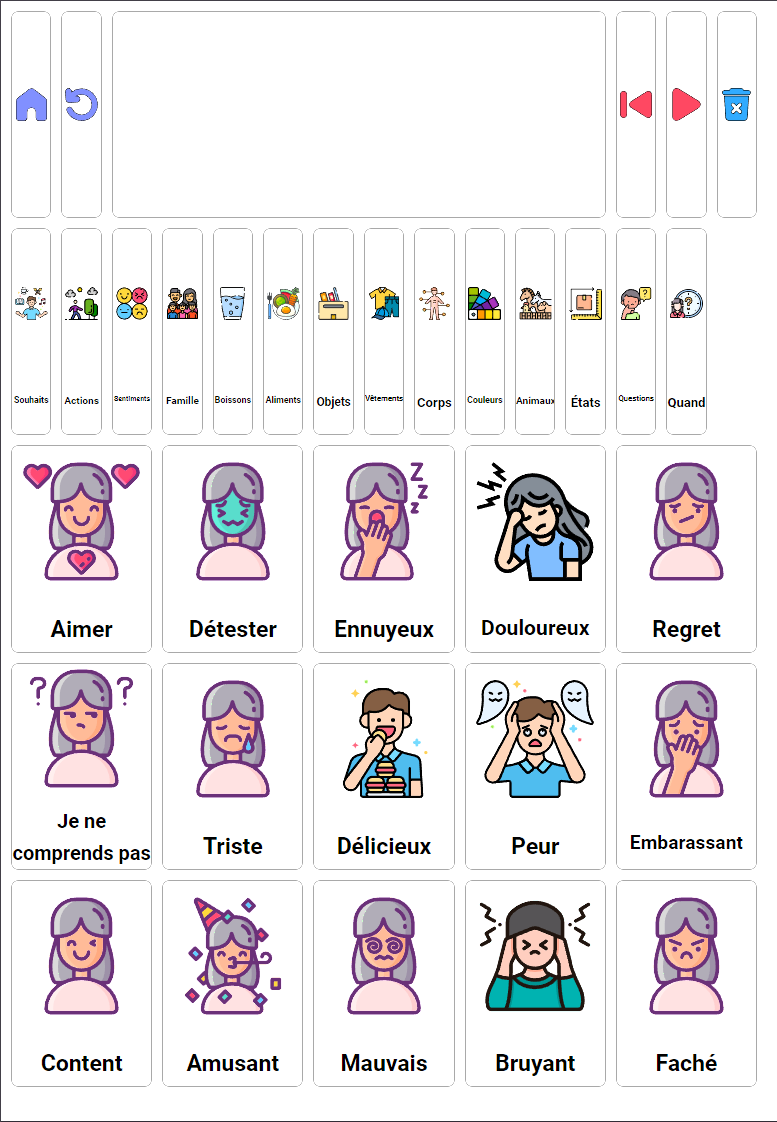 Souhaits
Actions
Sentiments
Famille
Boissons
Aliments
Objets
Vêtements
Corps
Couleurs
Animaux
États
Questions
Quand
Aimer
Détester
Ennuyeux
Douloureux
Regret
Je ne
comprends pas
Triste
Délicieux
Peur
Embarassant
Content
Amusant
Mauvais
Bruyant
Faché